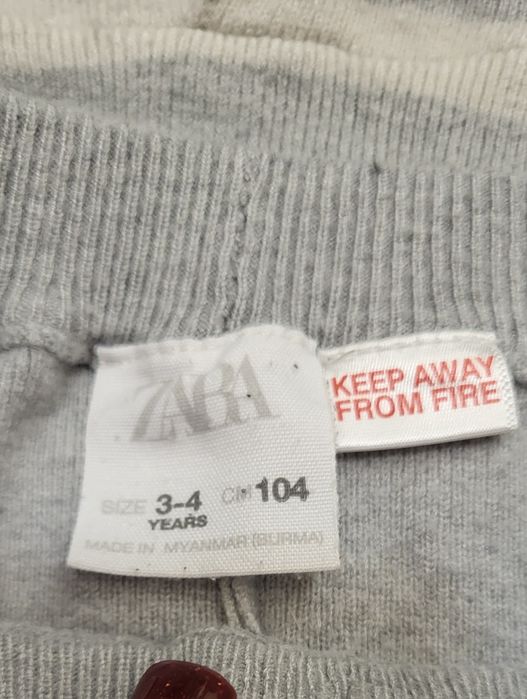 ZARA
SIZE 3-4 YEARS CM 104
MADE IN MYANMAR (BURMA)
KEEP AWAY
FROM FIRE